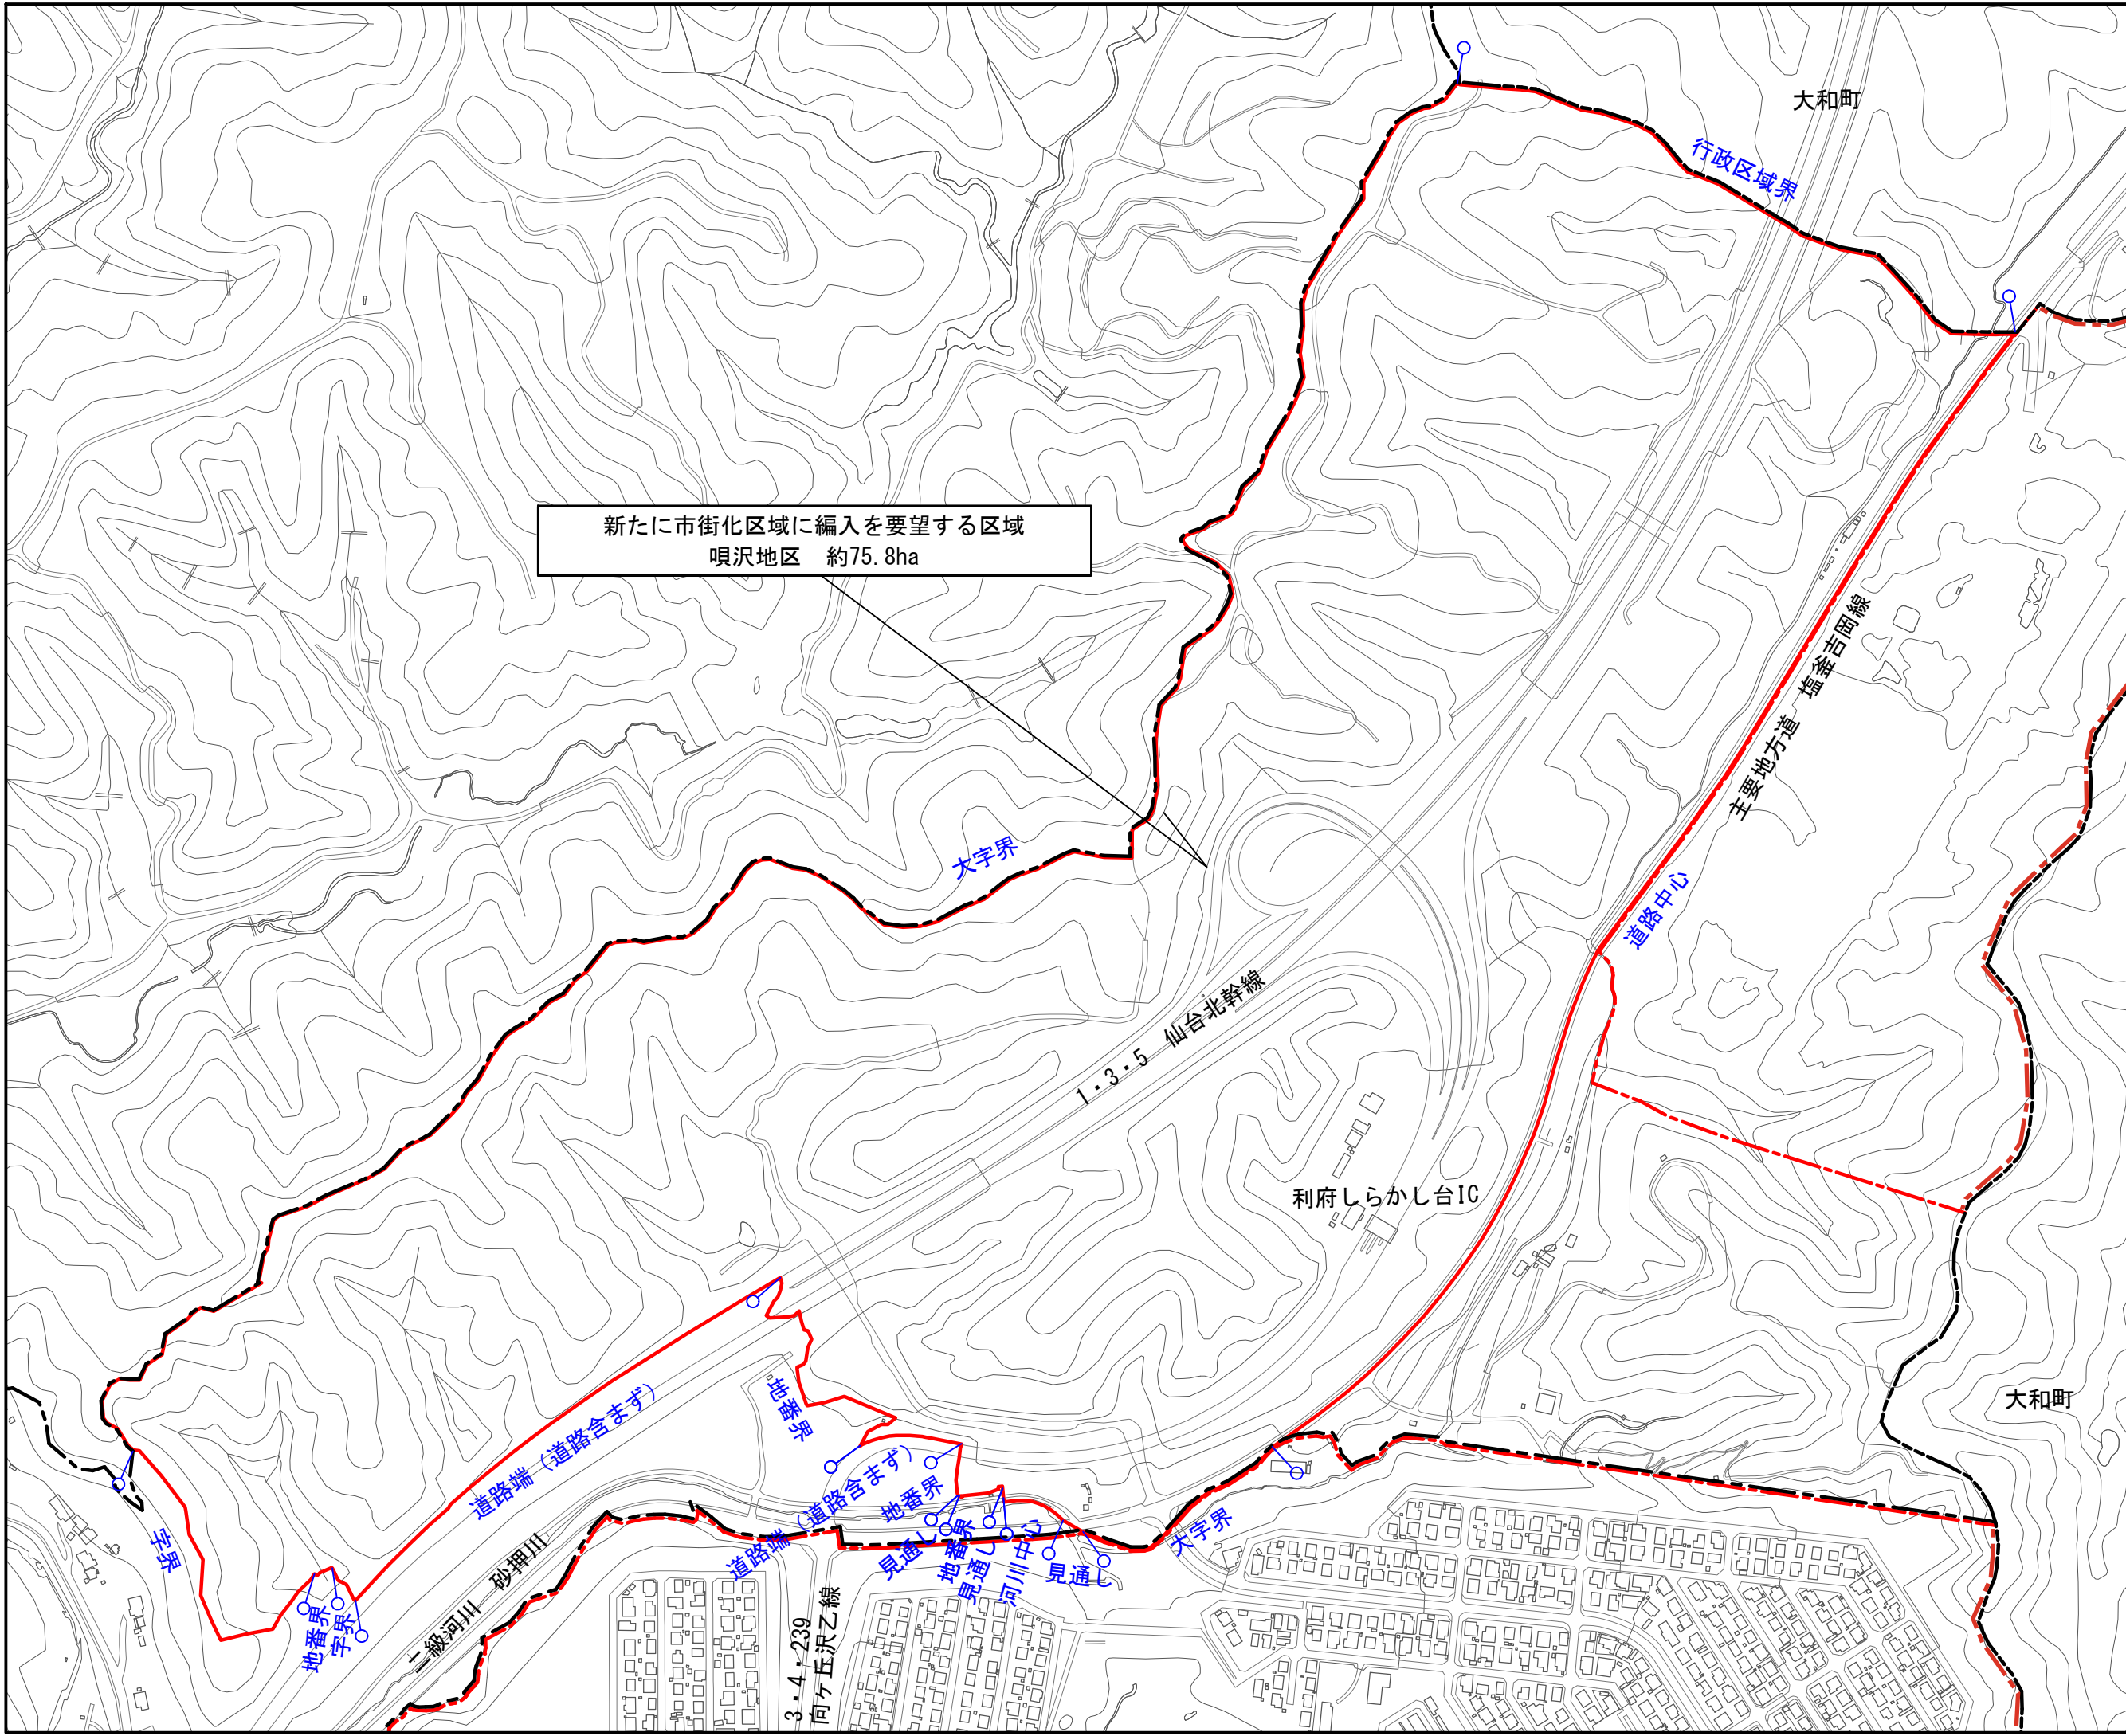 大和町
行政区域界
新たに市街化区域に編入を要望する区域
唄沢地区　約75.8ha
主要地方道　塩釜吉岡線
大字界
道路中心
1・3・5　仙台北幹線
利府しらかし台IC
大和町
地番界
道路端（道路含まず）
道路端（道路含まず）
地番界
字界
砂押川
二級河川
見通し
地番界
見通し
河川中心
見通し
大字界
地番界
字界
3・4・239
向ケ丘沢乙線